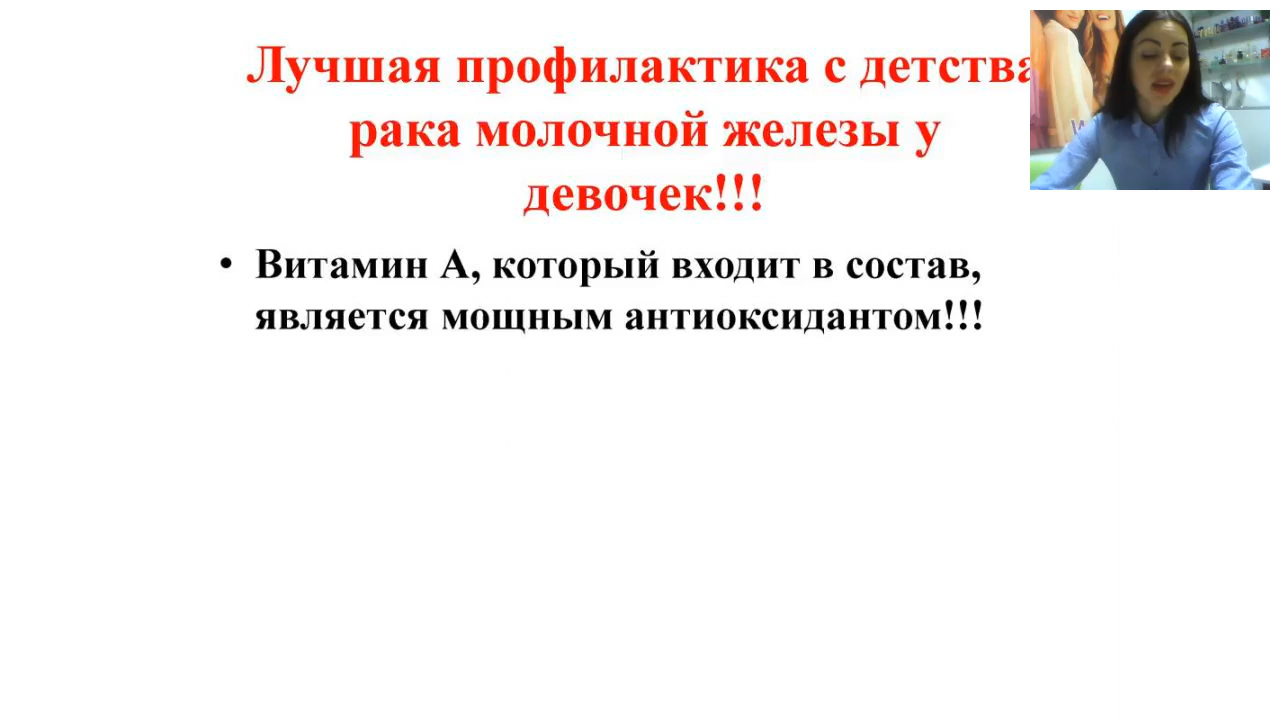 Лучшая профилактика с детства
рака молочной железы у
девочек!!!
• Витамин А, который входит в состав,
является мощным антиоксидантом!!!